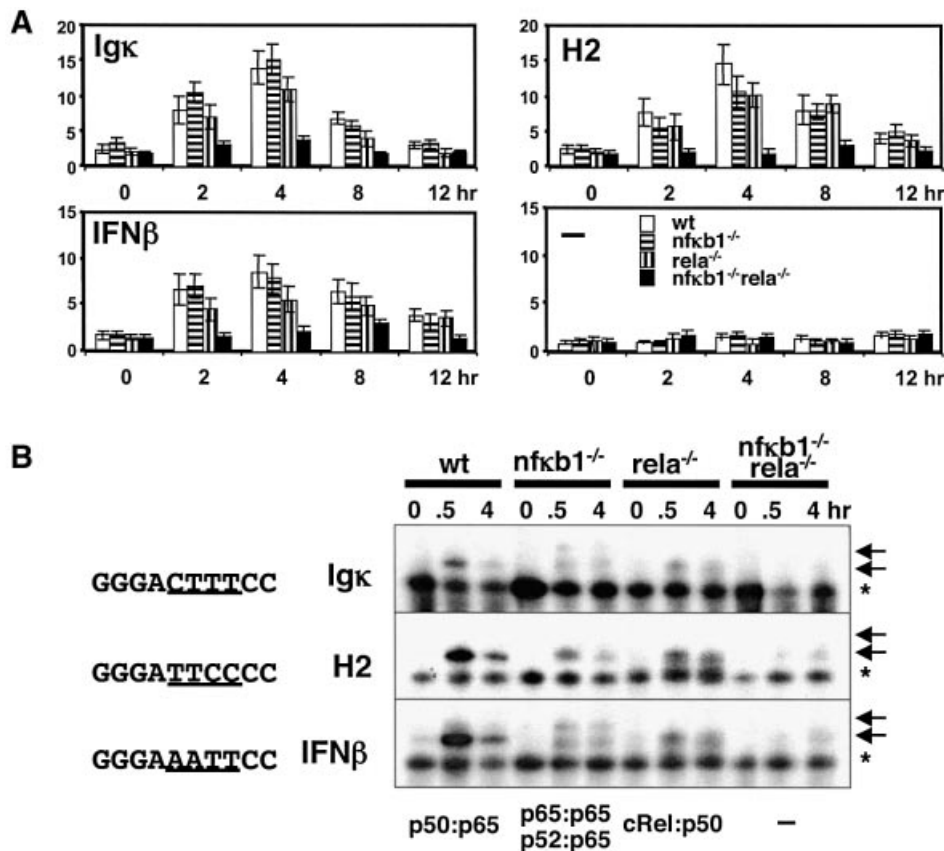 A
Igκ
20
15
10
5
0
0 2 4 8 12 hr
H2
20
15
10
5
0
0 2 4 8 12 hr
IFNβ
15
10
5
0
0 2 4 8 12 hr
–
15
10
5
0
wt
nfκb1-/-
rela-/-
nfκb1-/-rela-/-
0 2 4 8 12 hr
B
wt nfκb1-/- rela-/- nfκb1-/- rela-/-
0 .5 4 0 .5 4 0 .5 4 0 .5 4 hr
GGGACTTTCC Igκ *
GGGATTCCCC H2 *
GGGAAATTCC IFNβ *
p50:p65 p65:p65 cRel:p50 –
p52:p65